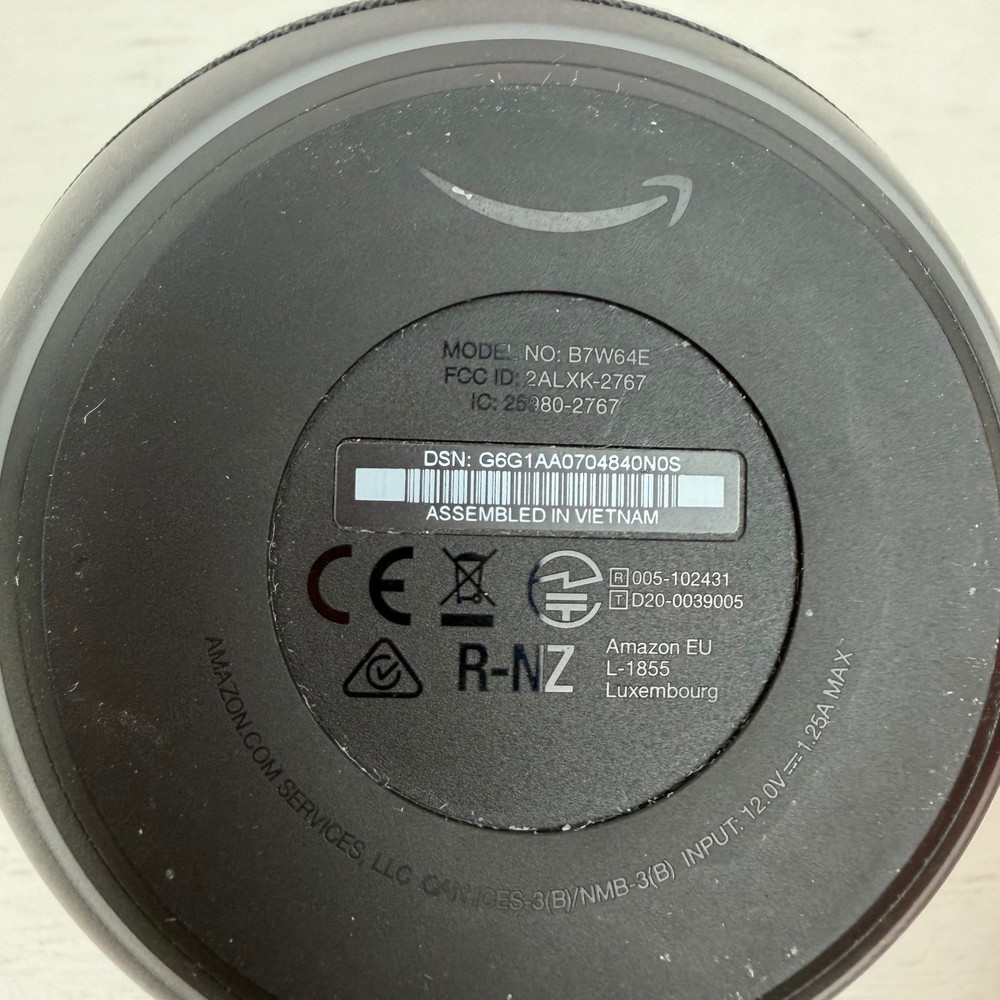 MODEL NO: B7W64E
FCC ID: 2ALXK-2767
IC: 26980-2767
DSN: G6G1AA0704840N0S
ASSEMBLED IN VIETNAM
CE
R 005-102431
T D20-0039005
R-NZ
Amazon EU
L-1855
Luxembourg
AMAZON.COM SERVICES, LLC CAN ICES-3(B)/NMB-3(B) INPUT: 12.0V⎓1.25A MAX